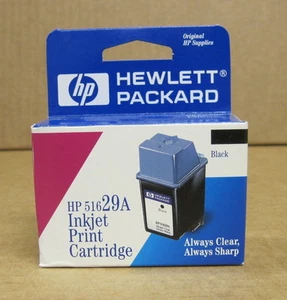 Original
HP Supplies
hp
HEWLETT
PACKARD
Black
HP 51629A
Inkjet
Print
Cartridge
Always Clear,
Always Sharp